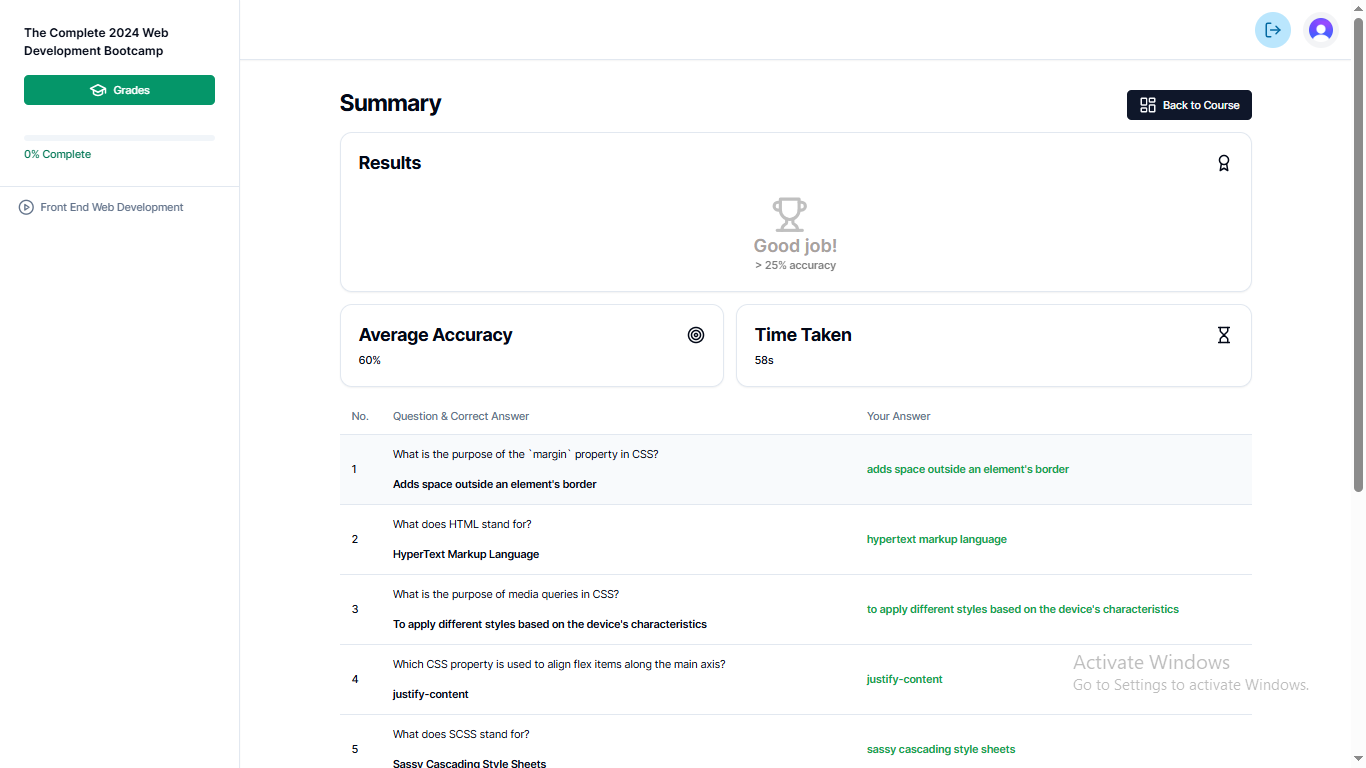 The Complete 2024 Web
Development Bootcamp
Grades
0% Complete
Front End Web Development
Summary
Back to Course
Results
Good job!
> 25% accuracy
Average Accuracy
60%
Time Taken
58s
No. Question & Correct Answer Your Answer
What is the purpose of the `margin` property in CSS?
1 adds space outside an element's border
Adds space outside an element's border
What does HTML stand for?
2 hypertext markup language
HyperText Markup Language
What is the purpose of media queries in CSS?
3 to apply different styles based on the device's characteristics
To apply different styles based on the device's characteristics
Which CSS property is used to align flex items along the main axis?
4 justify-content
justify-content
What does SCSS stand for?
5 sassy cascading style sheets
Sassy Cascading Style Sheets
Activate Windows
Go to Settings to activate Windows.